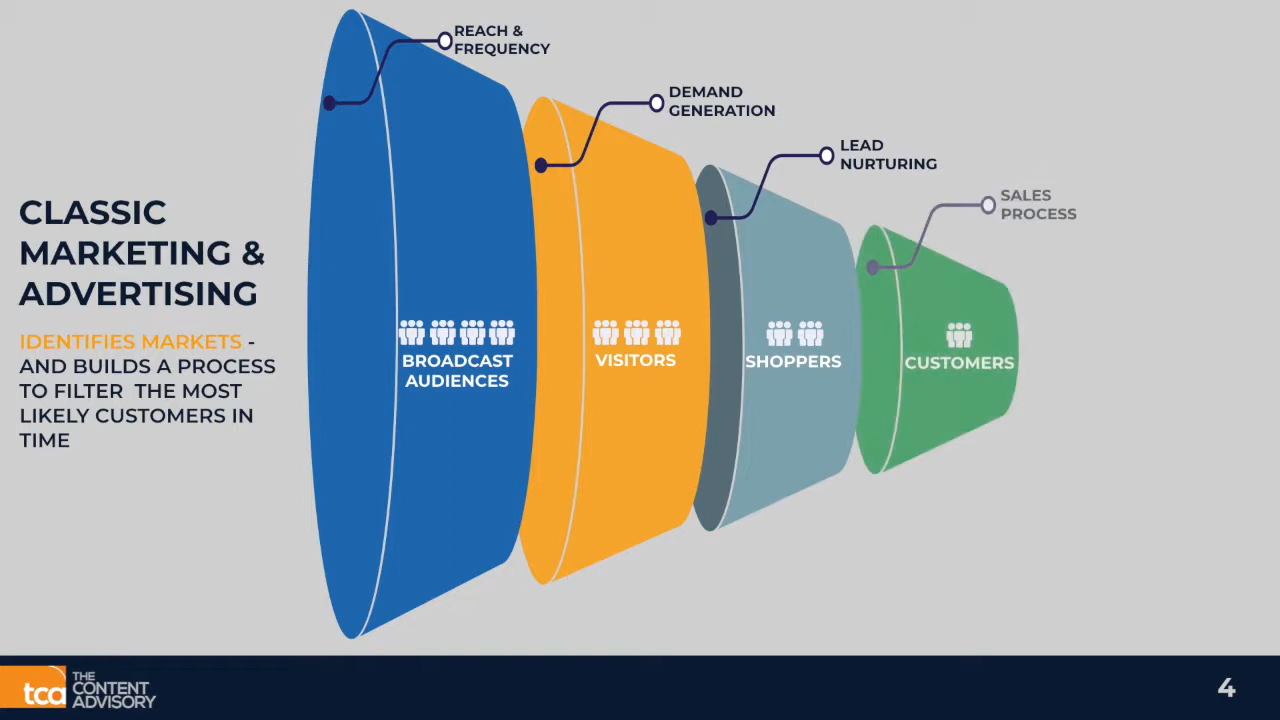 REACH &
FREQUENCY
DEMAND
GENERATION
LEAD
NURTURING
SALES
PROCESS
CLASSIC
MARKETING &
ADVERTISING
IDENTIFIES MARKETS -
AND BUILDS A PROCESS
TO FILTER THE MOST
LIKELY CUSTOMERS IN
TIME
BROADCAST
AUDIENCES
VISITORS
SHOPPERS
CUSTOMERS
tca
THE
CONTENT
ADVISORY
4